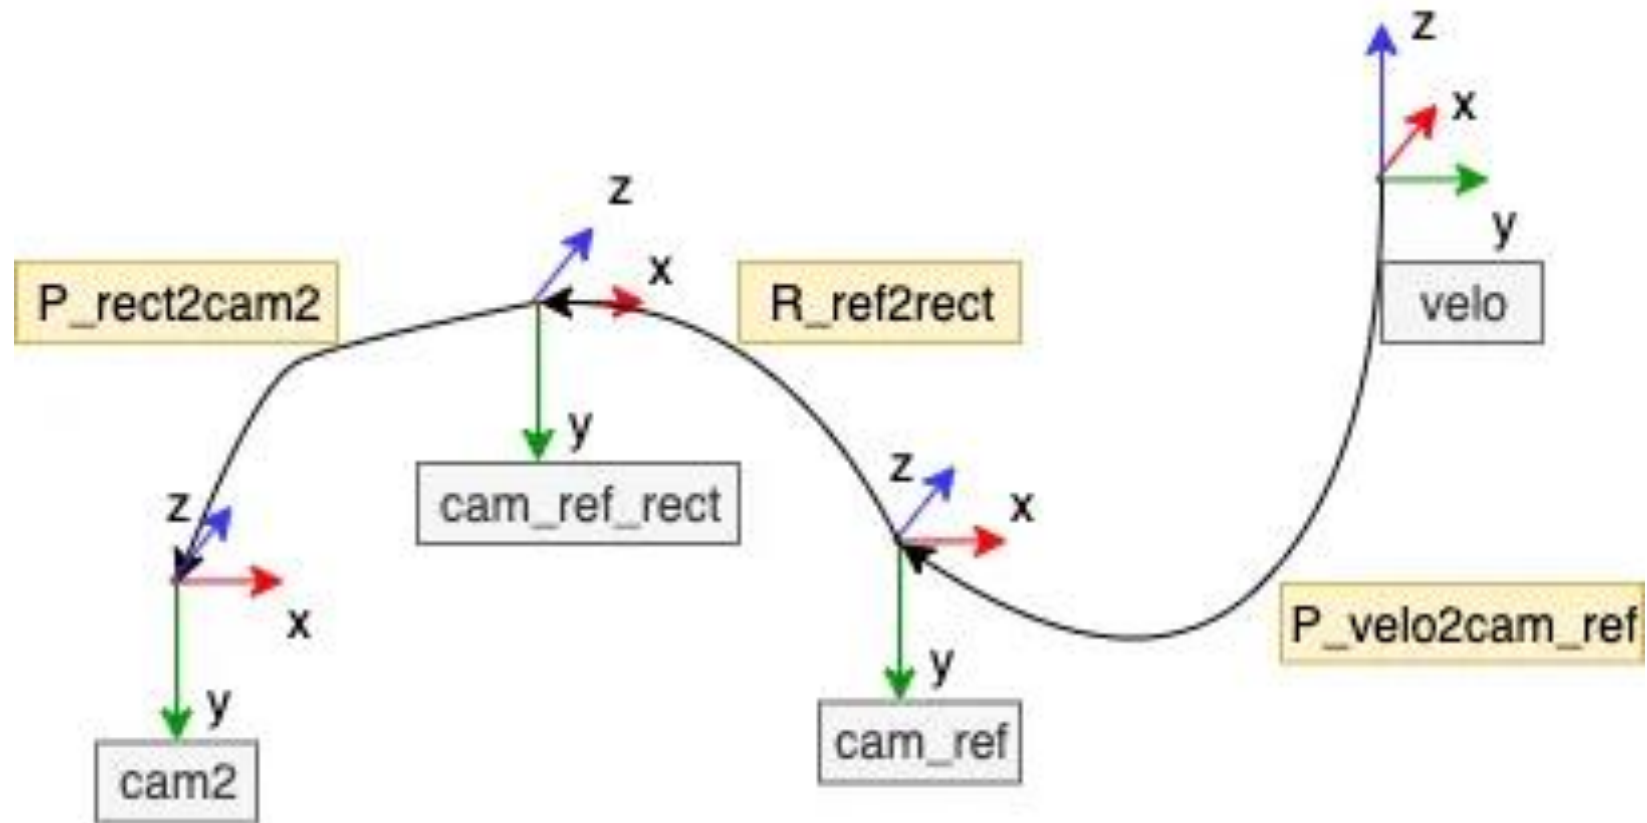 z
x
y
velo
z
x
P_rect2cam2
R_ref2rect
y
cam_ref_rect
z
x
z
x
P_velo2cam_ref
y
cam_ref
y
cam2